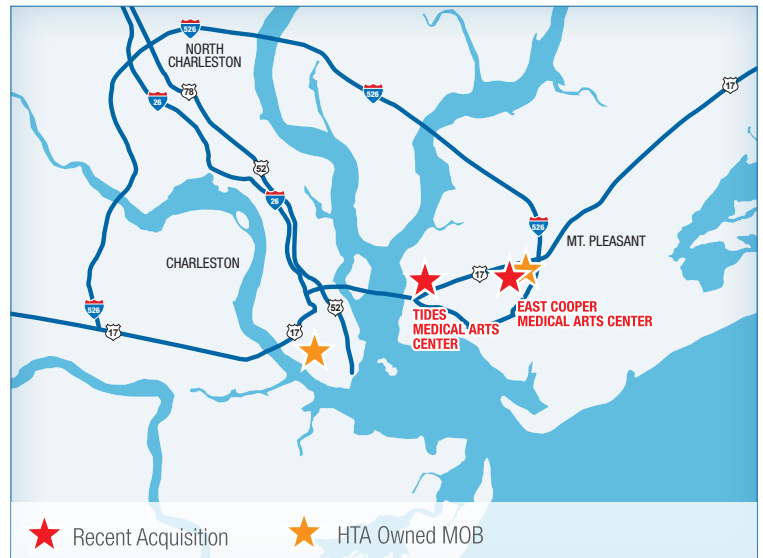 526
NORTH
CHARLESTON
78
26
526
17
52
26
526
MT. PLEASANT
CHARLESTON
17
526
17
52
17
TIDES
MEDICAL ARTS
CENTER
EAST COOPER
MEDICAL ARTS CENTER
Recent Acquisition
HTA Owned MOB